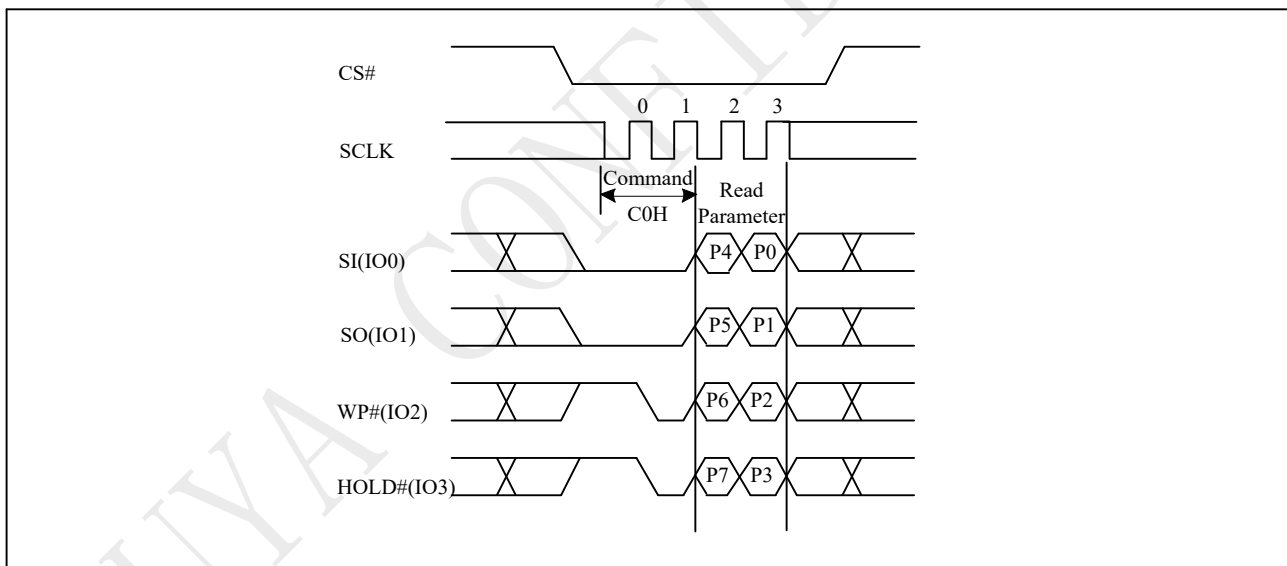 CS#
0 1 2 3
SCLK
Command
C0H
Read
Parameter
SI(IO0)
P4 P0
SO(IO1)
P5 P1
WP#(IO2)
P6 P2
HOLD#(IO3)
P7 P3